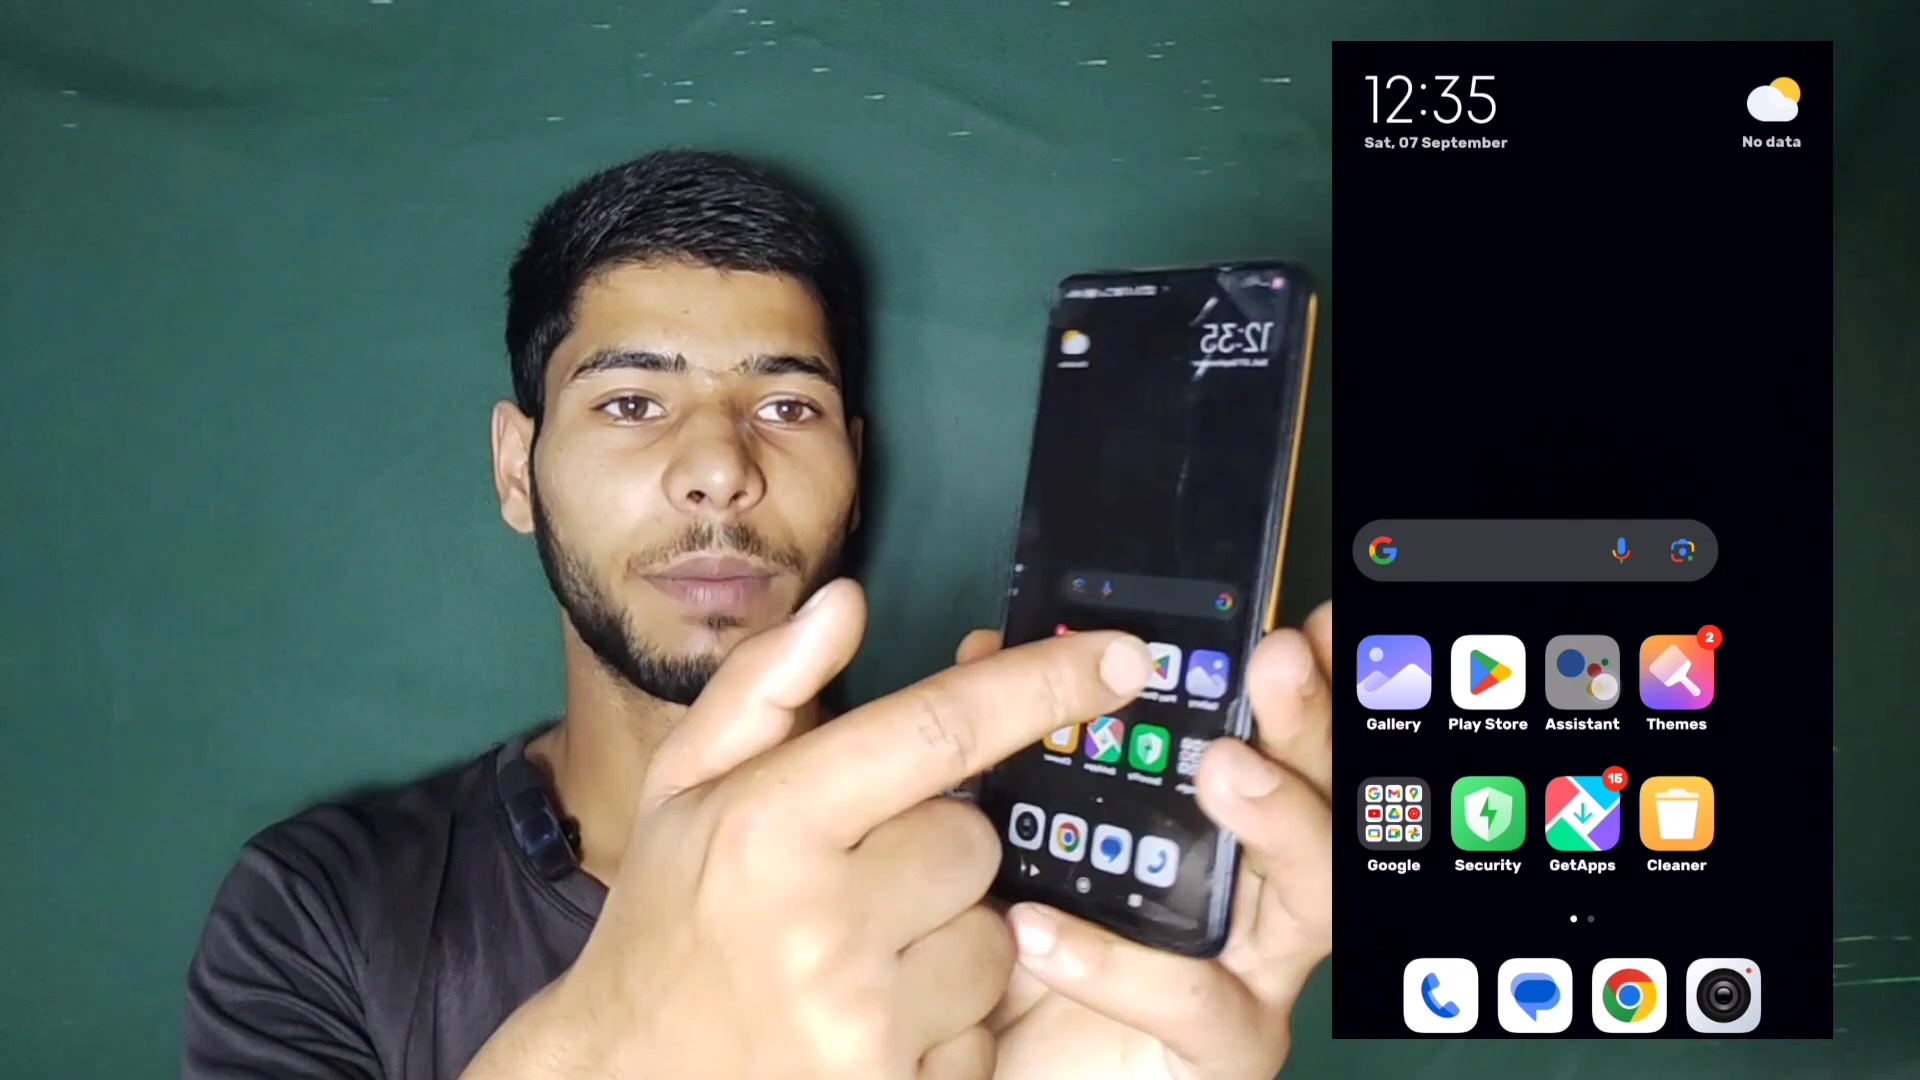 12:35
Sat, 07 September
No data
2
Gallery
Play Store
Assistant
Themes
15
Google
Security
GetApps
Cleaner
12:35